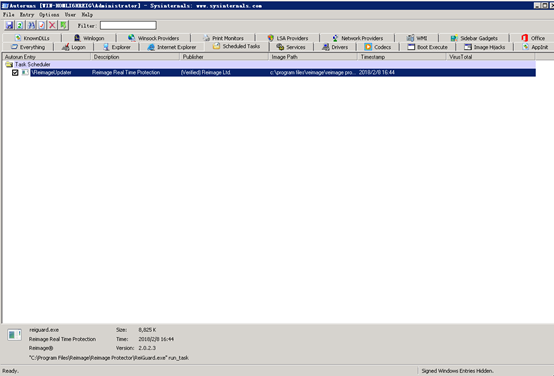 Autoruns [WIN-NOMLI6HRREIG\Administrator] - Sysinternals: www.sysinternals.com
File Entry Options User Help
Filter:
KnownDLLs Winlogon Winsock Providers Print Monitors LSA Providers Network Providers WMI Sidebar Gadgets Office
Everything Logon Explorer Internet Explorer Scheduled Tasks Services Drivers Codecs Boot Execute Image Hijacks AppInit
Autorun Entry Description Publisher Image Path Timestamp VirusTotal
Task Scheduler
\ReimageUpdater Reimage Real Time Protection (Verified) Reimage Ltd. c:\program files\reimage\reimage pro... 2018/2/8 16:44
reiguard.exe Size: 8,825 K
Reimage Real Time Protection Time: 2018/2/8 16:44
Reimage® Version: 2.0.2.3
"C:\Program Files\Reimage\Reimage Protector\ReiGuard.exe" run_task
Ready. Signed Windows Entries Hidden.